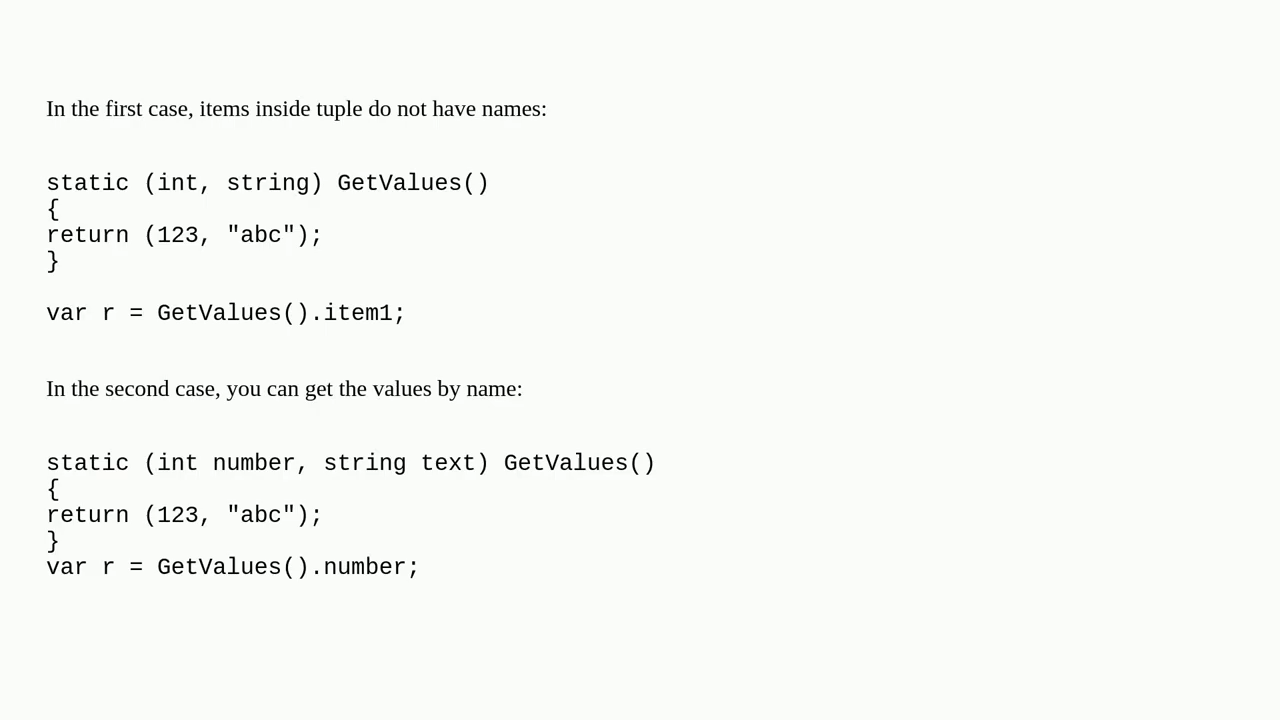 In the first case, items inside tuple do not have names:
static (int, string) GetValues()
{
return (123, "abc");
}
var r = GetValues().item1;
In the second case, you can get the values by name:
static (int number, string text) GetValues()
{
return (123, "abc");
}
var r = GetValues().number;